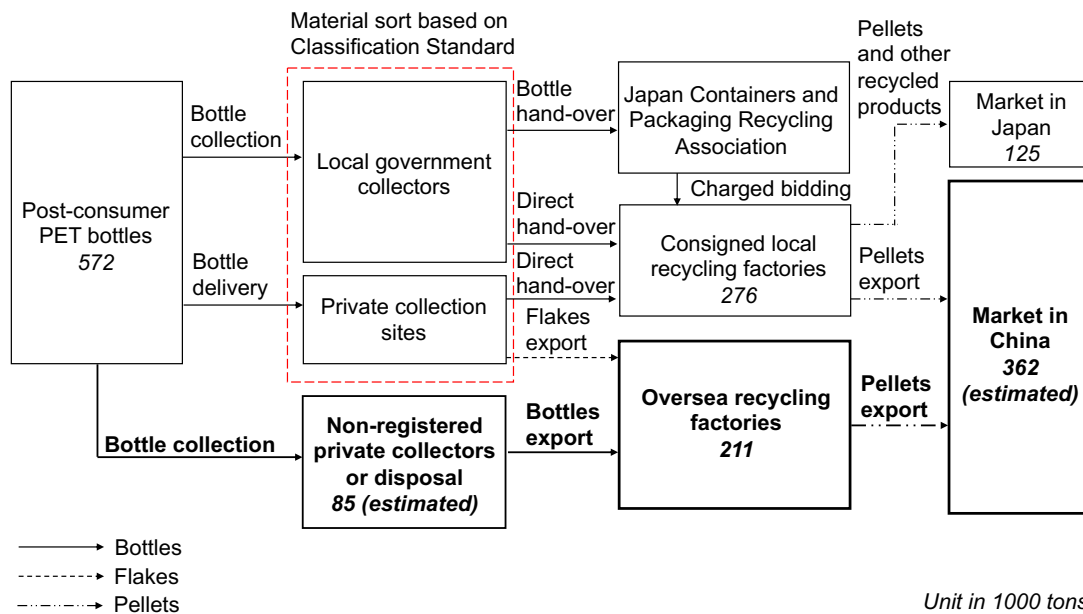 Material sort based on
Classification Standard
Post-consumer
PET bottles
572
Bottle
collection
Bottle
delivery
Bottle collection
Local government
collectors
Private collection
sites
Non-registered
private collectors
or disposal
85 (estimated)
Bottle
hand-over
Direct
hand-over
Direct
hand-over
Flakes
export
Bottles
export
Japan Containers and
Packaging Recycling
Association
Charged bidding
Consigned local
recycling factories
276
Oversea recycling
factories
211
Pellets
and other
recycled
products
Pellets
export
Pellets
export
Market in
Japan
125
Market in
China
362
(estimated)
Bottles
Flakes
Pellets
Unit in 1000 tons